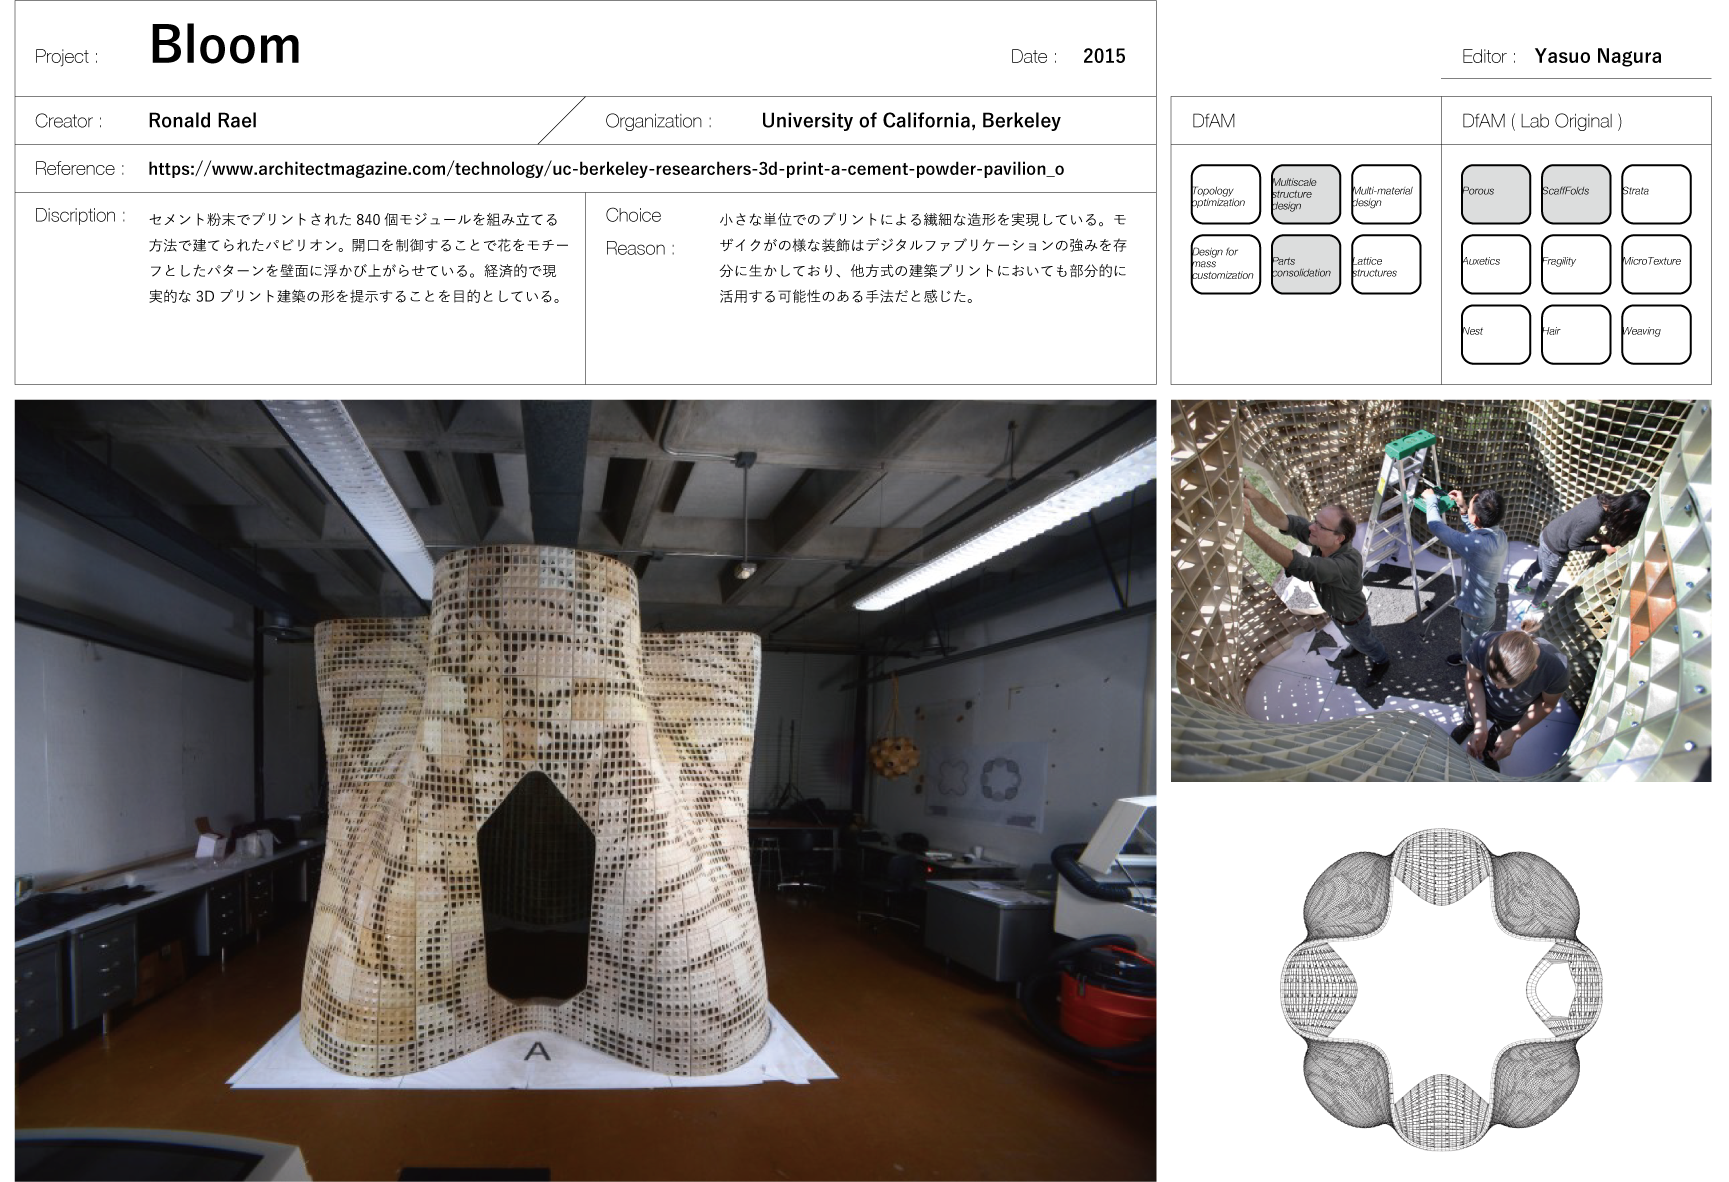 Project : Bloom Date : 2015
Editor : Yasuo Nagura
Creator : Ronald Rael Organization : University of California, Berkeley
Reference : https://www.architectmagazine.com/technology/uc-berkeley-researchers-3d-print-a-cement-powder-pavilion_o
Discription :
セメント粉末でプリントされた 840 個モジュールを組み立てる
方法で建てられたパビリオン。開口を制御することで花をモチー
フとしたパターンを壁面に浮かび上がらせている。経済的で現
実的な 3D プリント建築の形を提示することを目的としている。
Choice
Reason :
小さな単位でのプリントによる繊細な造形を実現している。モ
ザイクがの様な装飾はデジタルファブリケーションの強みを存
分に生かしており、他方式の建築プリントにおいても部分的に
活用する可能性のある手法だと感じた。
DfAM
Topology
optimization
Multiscale
structure
design
Multi-material
design
Design for
mass
customization
Parts
consolidation
Lattice
structures
DfAM ( Lab Original )
Porous
ScaffFolds
Strata
Auxetics
Fragility
MicroTexture
Nest
Hair
Weaving
A